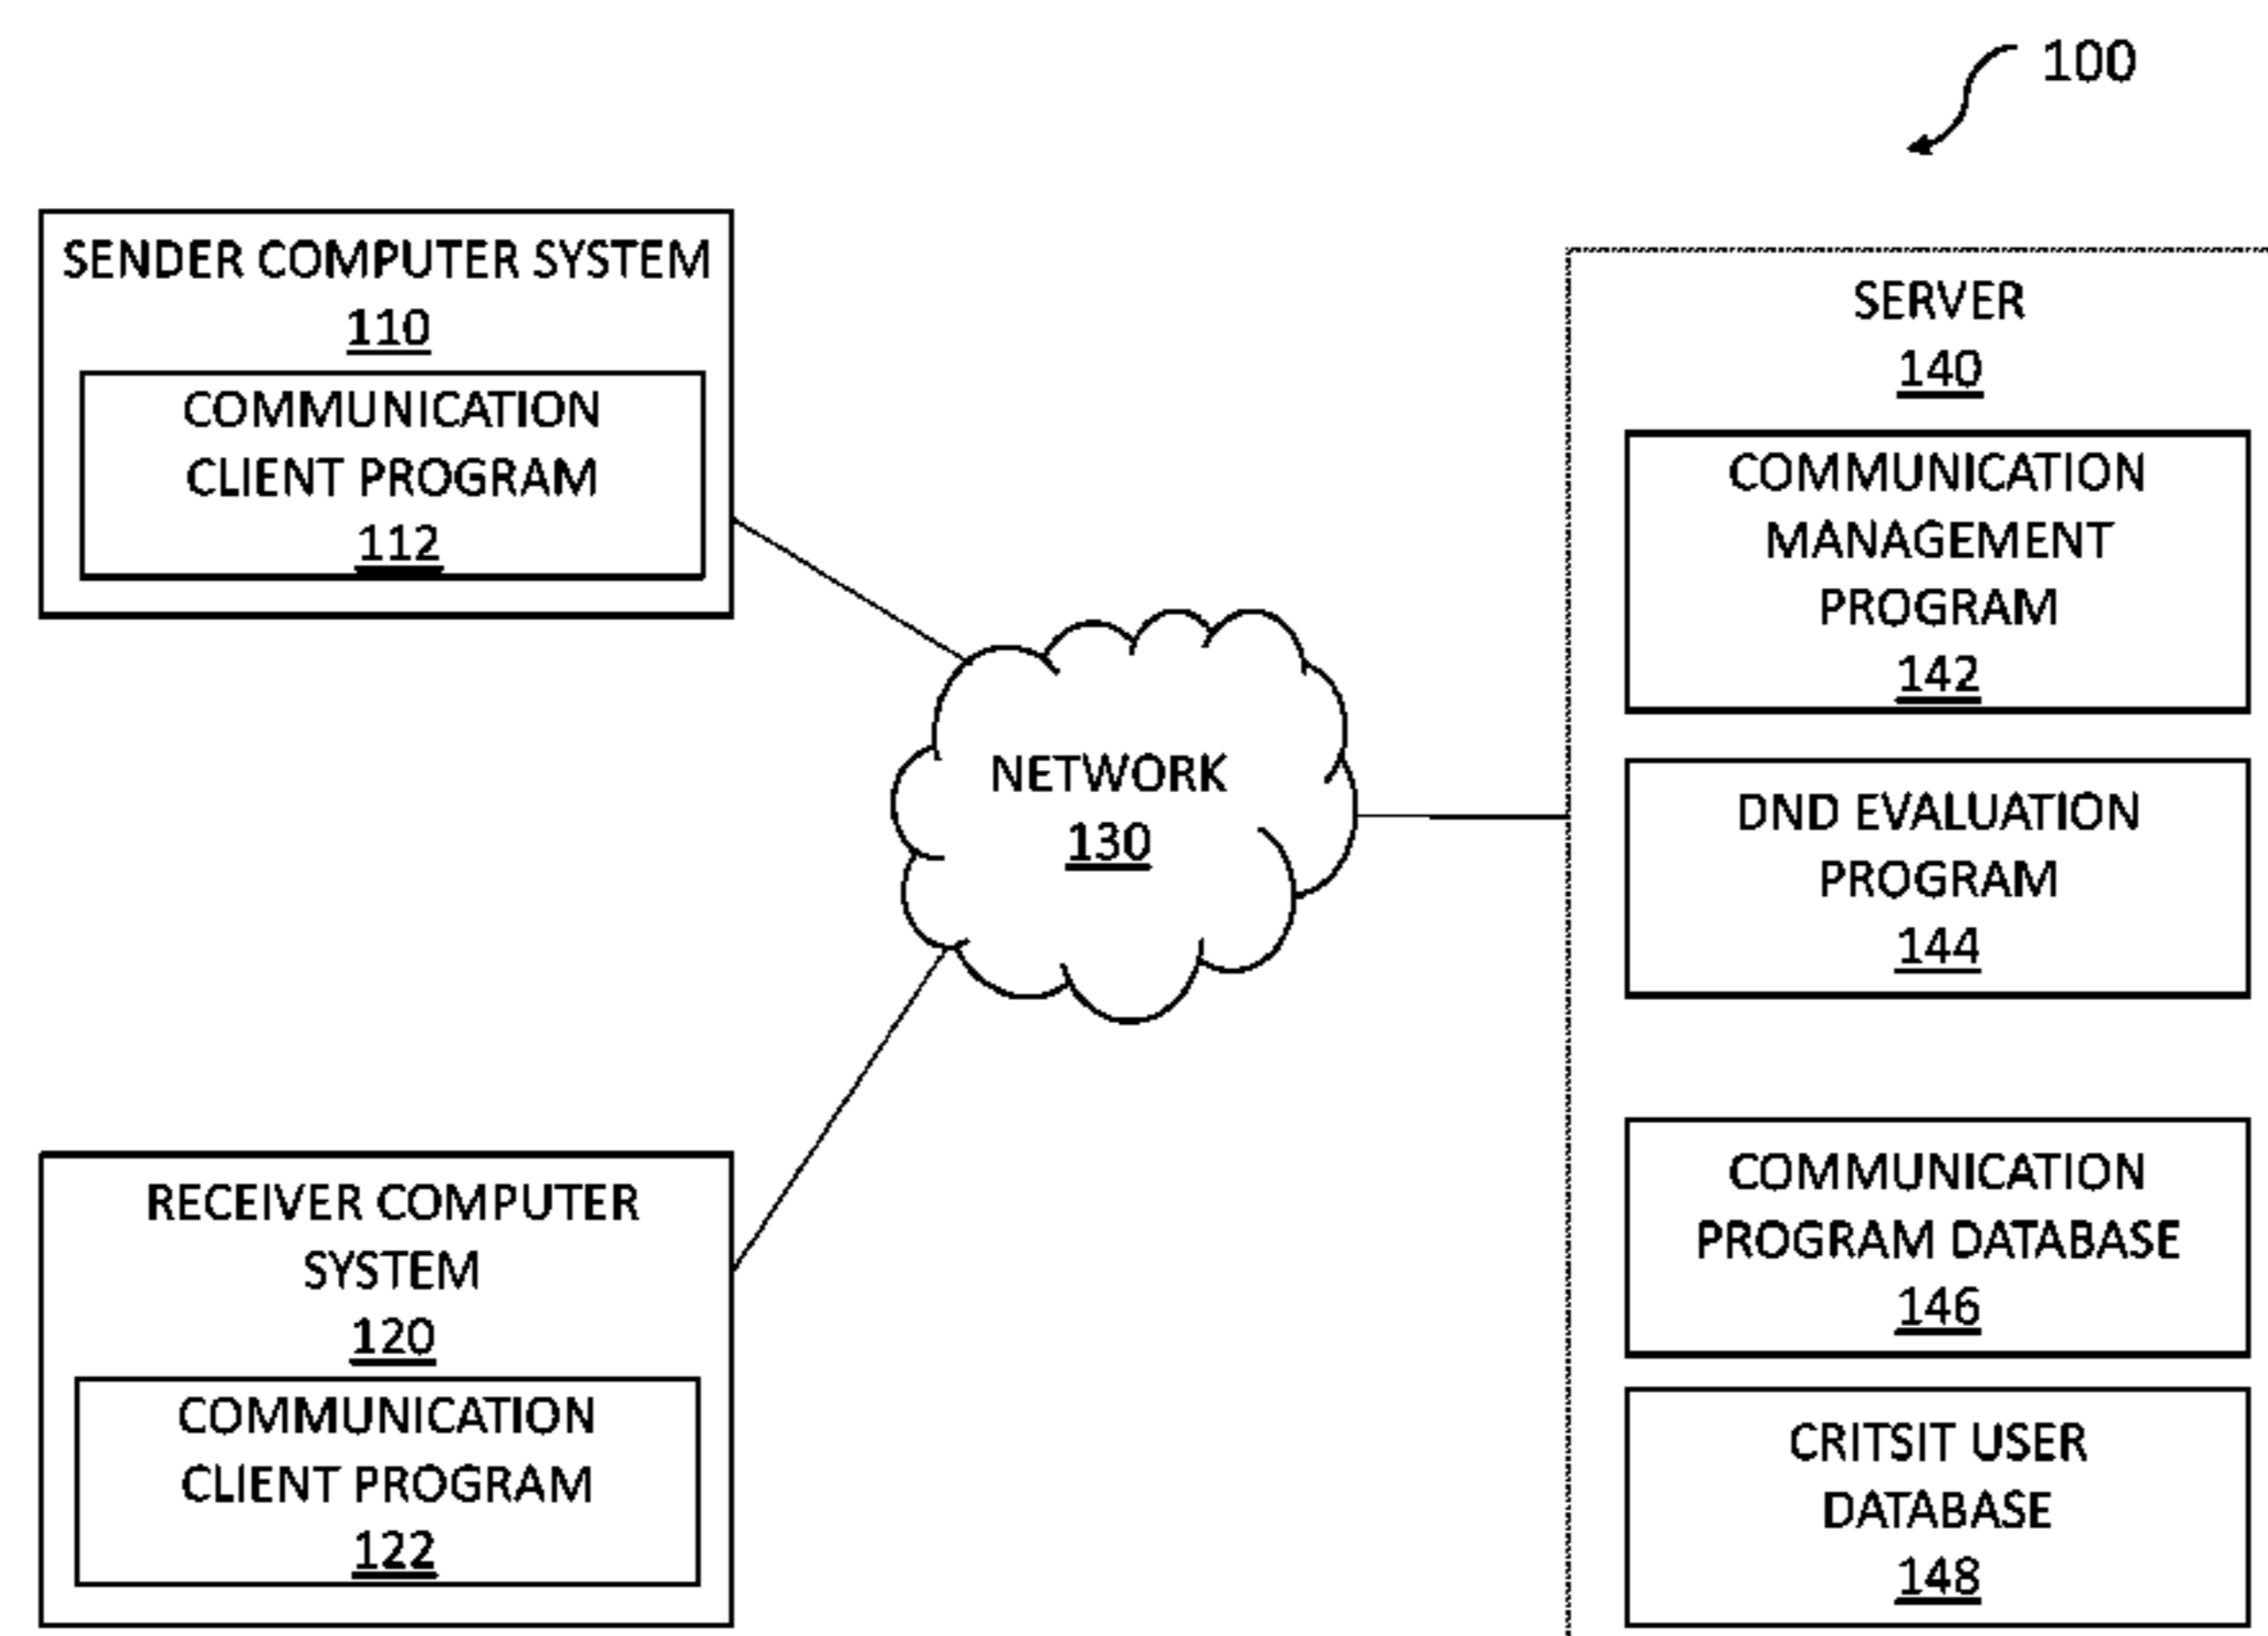 100
SENDER COMPUTER SYSTEM
110
COMMUNICATION
CLIENT PROGRAM
112
NETWORK
130
RECEIVER COMPUTER
SYSTEM
120
COMMUNICATION
CLIENT PROGRAM
122
SERVER
140
COMMUNICATION
MANAGEMENT
PROGRAM
142
DND EVALUATION
PROGRAM
144
COMMUNICATION
PROGRAM DATABASE
146
CRITSIT USER
DATABASE
148